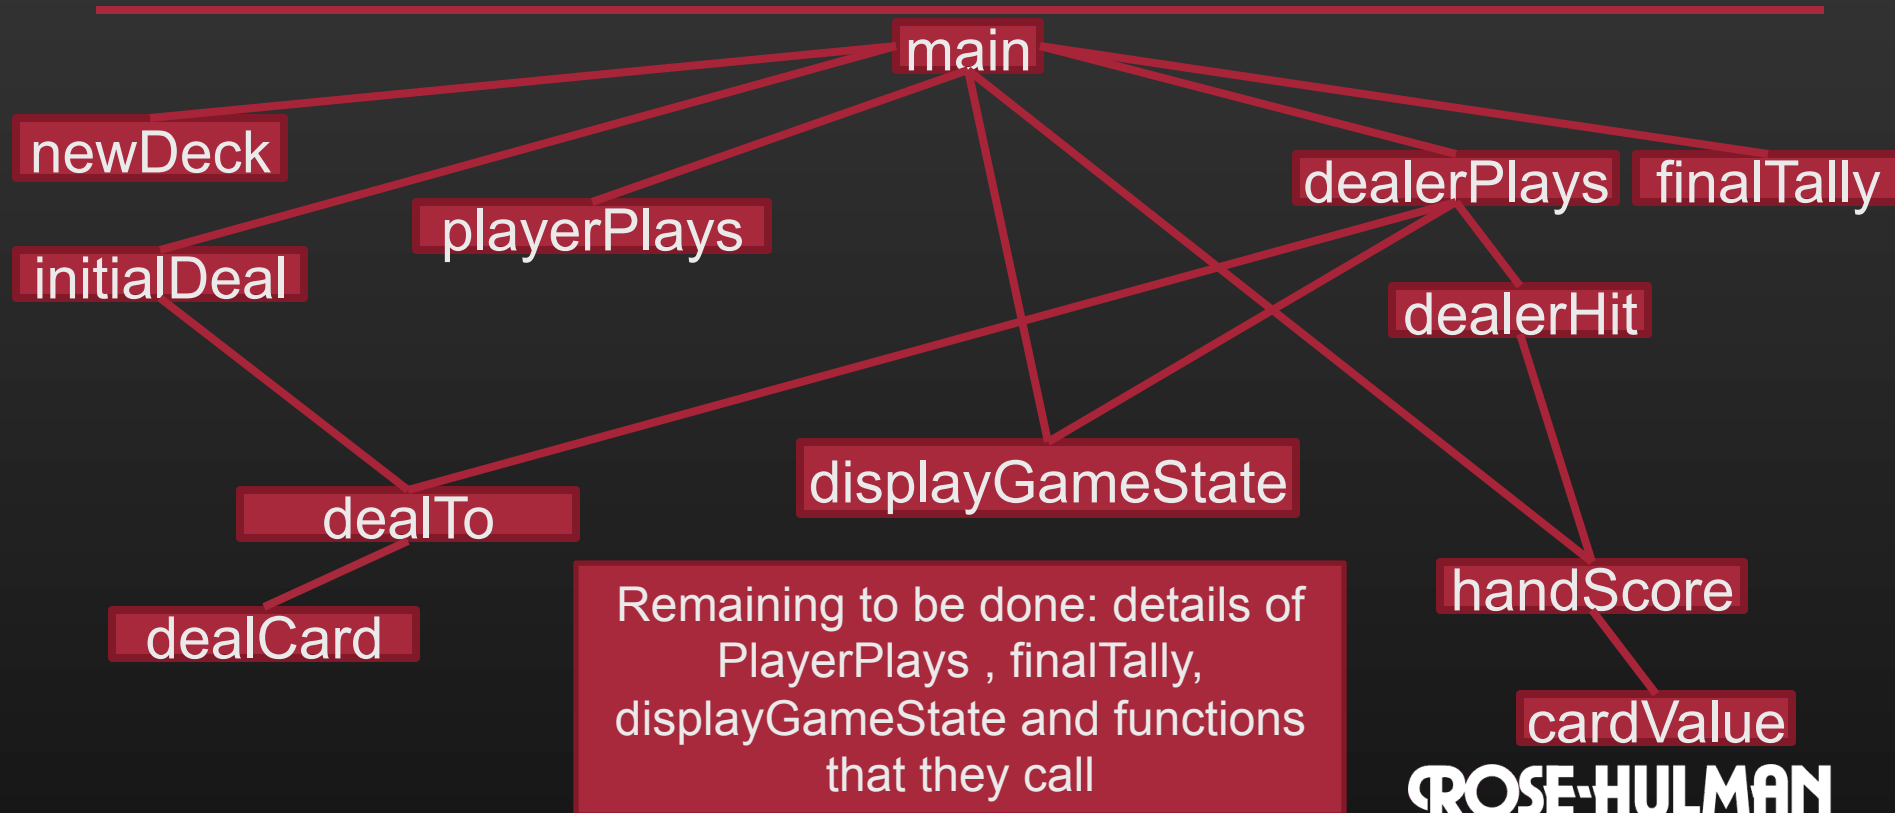 main
newDeck
dealerPlays
finalTally
playerPlays
initialDeal
dealerHit
displayGameState
dealTo
handScore
dealCard
cardValue
Remaining to be done: details of
PlayerPlays , finalTally,
displayGameState and functions
that they call
ROSE-HULMAN